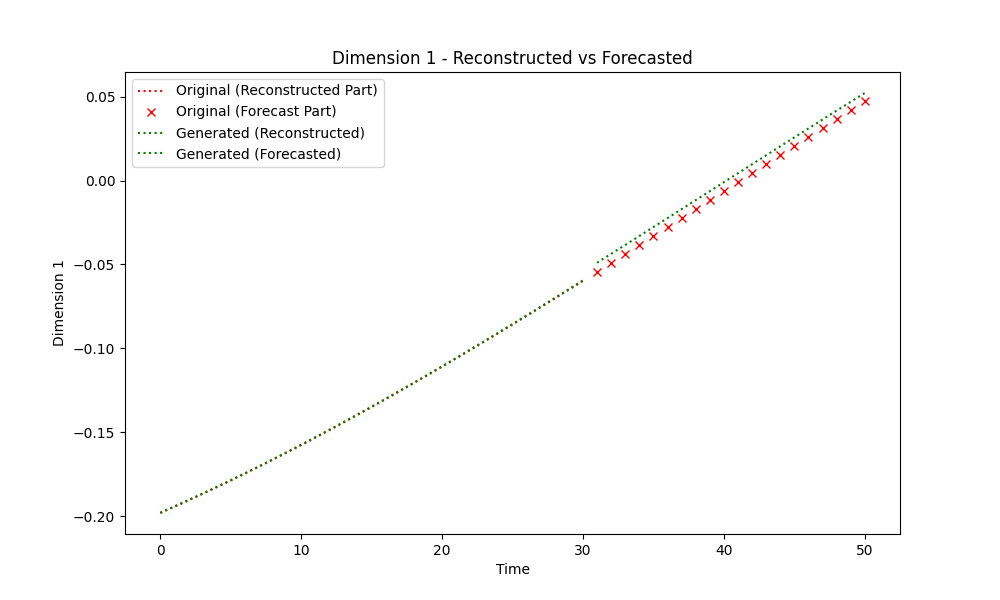 Dimension 1 - Reconstructed vs Forecasted
Original (Reconstructed Part)
Original (Forecast Part)
Generated (Reconstructed)
Generated (Forecasted)
Dimension 1
0.05
0.00
−0.05
−0.10
−0.15
−0.20
0 10 20 30 40 50
Time